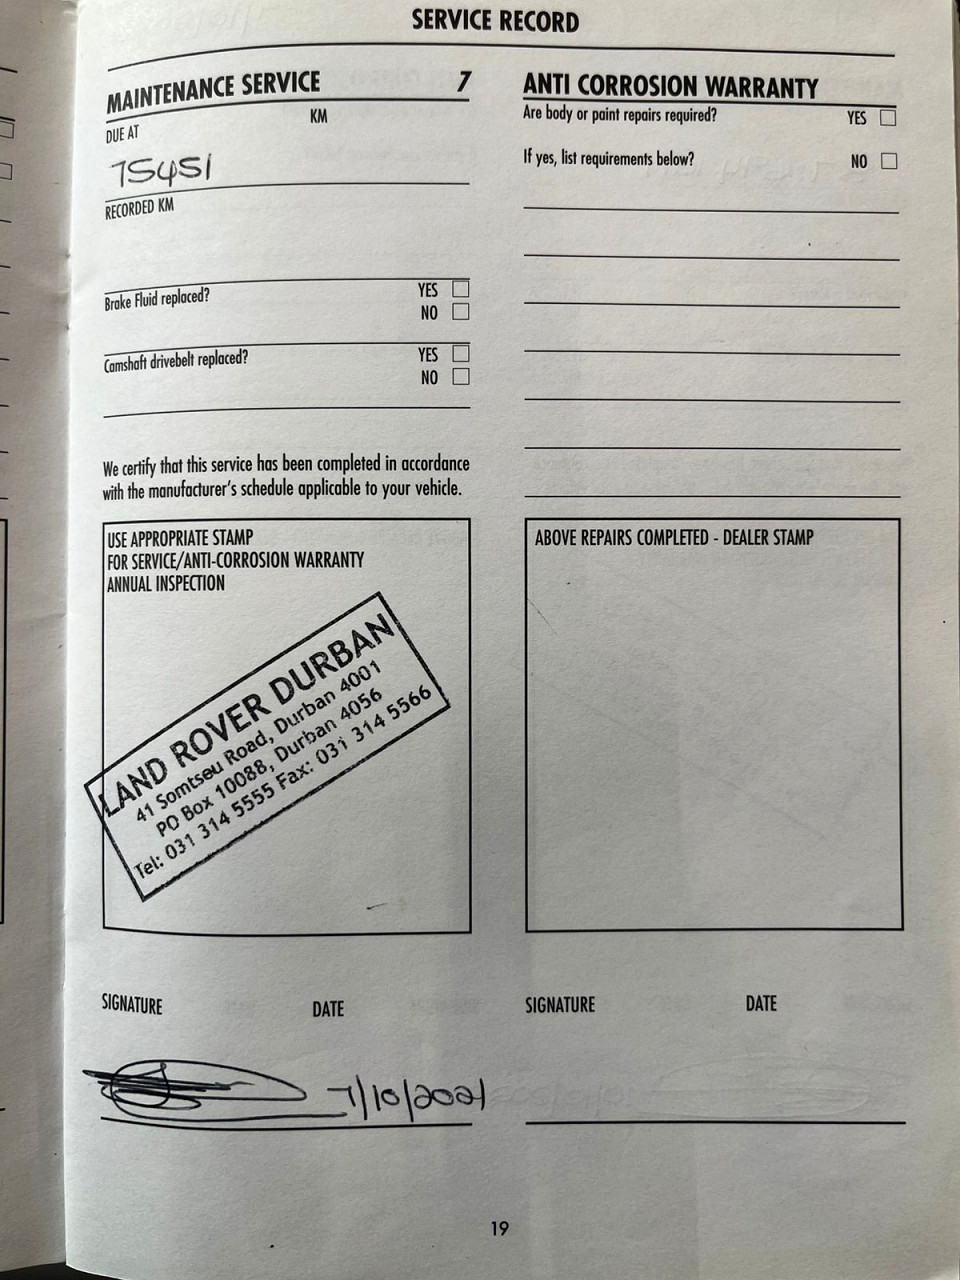 SERVICE RECORD
MAINTENANCE SERVICE 7
DUE AT KM
75451
RECORDED KM
Brake Fluid replaced? YES
NO
Camshaft drivebelt replaced? YES
NO
We certify that this service has been completed in accordance
with the manufacturer's schedule applicable to your vehicle.
USE APPROPRIATE STAMP
FOR SERVICE/ANTI-CORROSION WARRANTY
ANNUAL INSPECTION
LAND ROVER DURBAN
41 Somtseu Road, Durban 4001
PO Box 10088, Durban 4056
Tel: 031 314 5555 Fax: 031 314 5566
SIGNATURE DATE
7/10/2021
ANTI CORROSION WARRANTY
Are body or paint repairs required? YES
If yes, list requirements below? NO
ABOVE REPAIRS COMPLETED - DEALER STAMP
SIGNATURE DATE
19